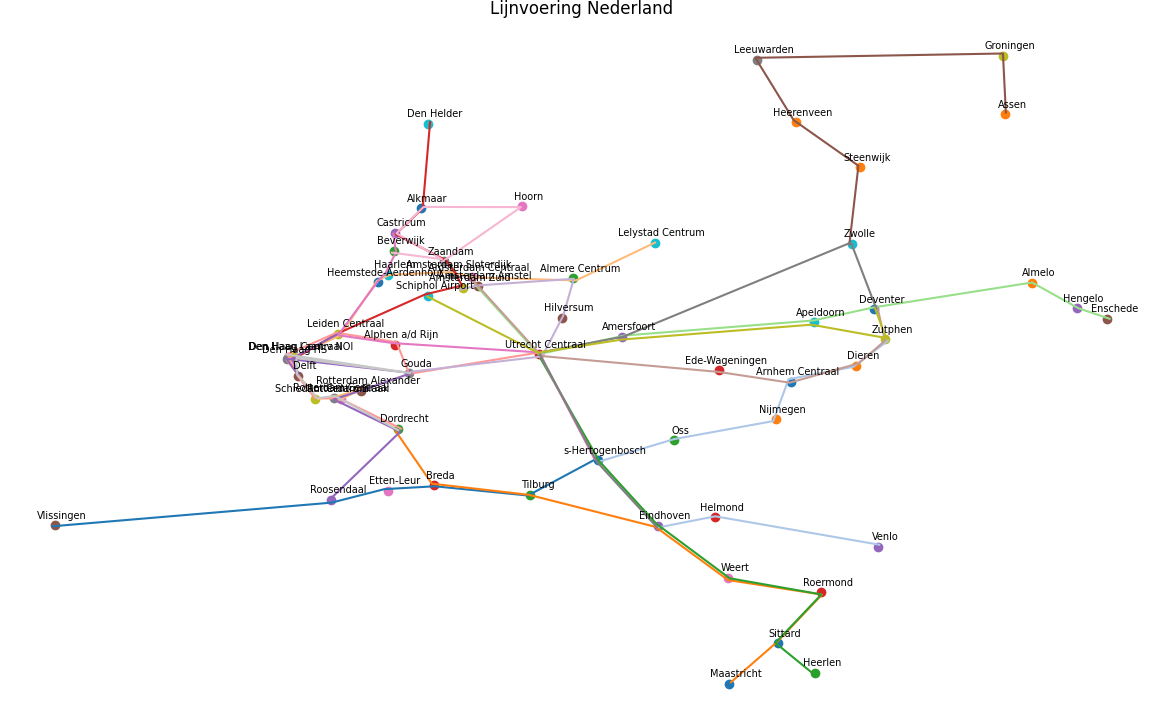 Lijnvoering Nederland
Leeuwarden
Groningen
Assen
Heerenveen
Den Helder
Steenwijk
Alkmaar
Hoorn
Castricum
Lelystad Centrum
Zwolle
Beverwijk
Zaandam
Haarlem
Amsterdam Sloterdijk
Amsterdam Centraal
Almere Centrum
Heemstede-Aerdenhout
Amsterdam Amstel
Amsterdam Zuid
Almelo
Schiphol Airport
Hengelo
Enschede
Deventer
Hilversum
Apeldoorn
Leiden Centraal
Amersfoort
Zutphen
Alphen a/d Rijn
Utrecht Centraal
Den Haag Centraal
Den Haag Laan v NOI
Den Haag HS
Dieren
Ede-Wageningen
Arnhem Centraal
Delft
Gouda
Rotterdam Alexander
Schiedam Centrum
Rotterdam Centraal
Nijmegen
Dordrecht
Oss
s-Hertogenbosch
Breda
Etten-Leur
Tilburg
Roosendaal
Vlissingen
Eindhoven
Helmond
Venlo
Weert
Roermond
Sittard
Heerlen
Maastricht